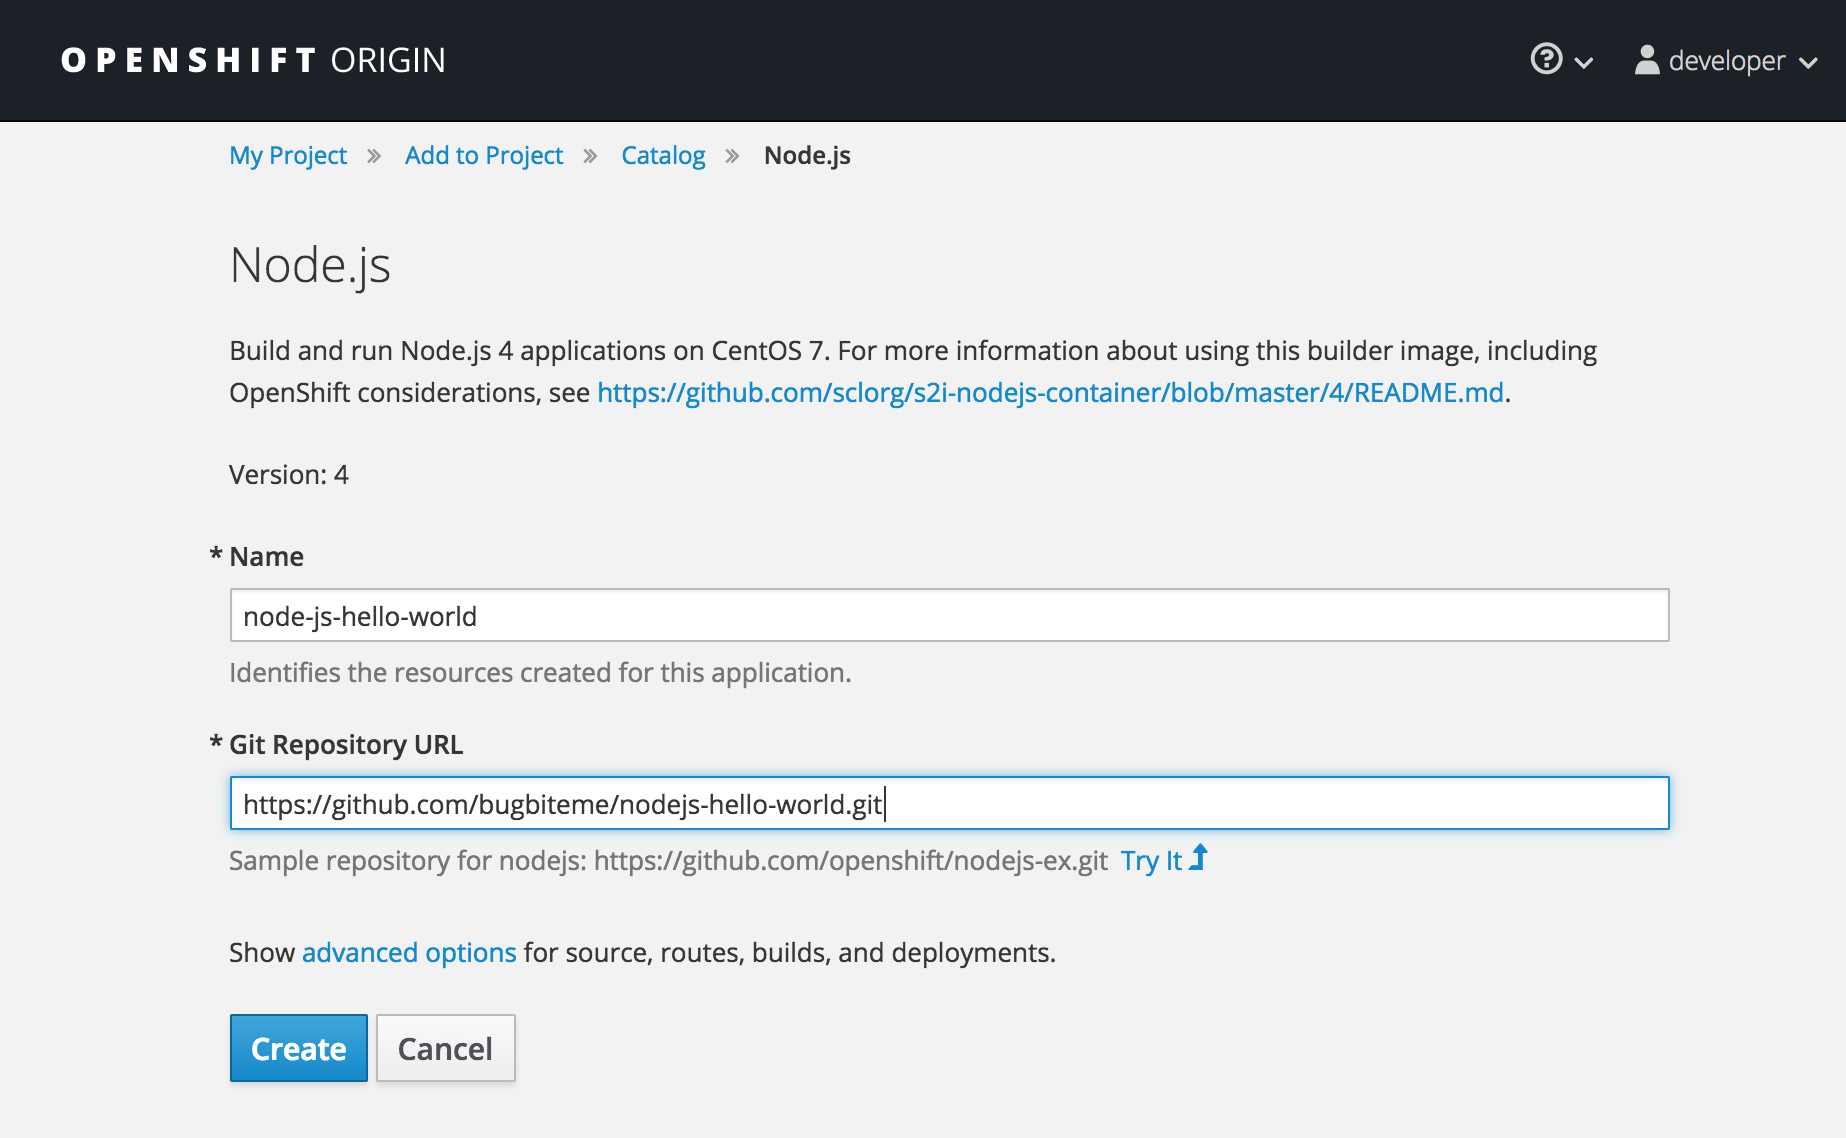 OPENSHIFT ORIGIN
developer
My Project » Add to Project » Catalog » Node.js
Node.js
Build and run Node.js 4 applications on CentOS 7. For more information about using this builder image, including
OpenShift considerations, see https://github.com/sclorg/s2i-nodejs-container/blob/master/4/README.md.
Version: 4
* Name
node-js-hello-world
Identifies the resources created for this application.
* Git Repository URL
https://github.com/bugbiteme/nodejs-hello-world.git
Sample repository for nodejs: https://github.com/openshift/nodejs-ex.git Try It
Show advanced options for source, routes, builds, and deployments.
Create Cancel